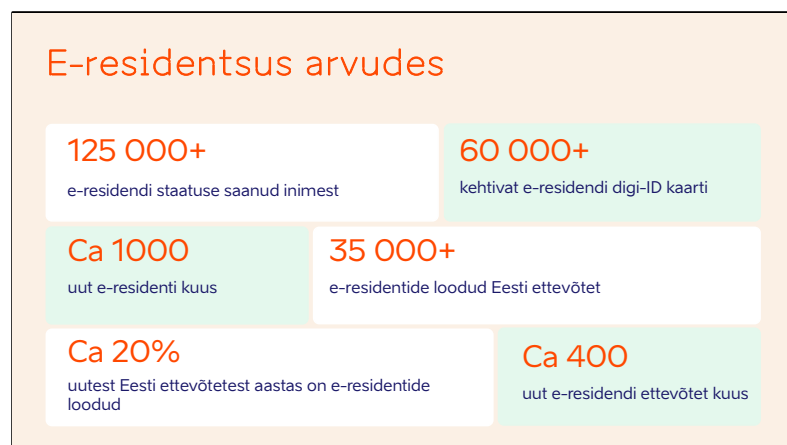 E-residentsus arvudes
125 000+
e-residendi staatuse saanud inimest
60 000+
kehtivat e-residendi digi-ID kaarti
Ca 1000
uut e-residenti kuus
35 000+
e-residentide loodud Eesti ettevõtet
Ca 20%
uutest Eesti ettevõtetest aastas on e-residentide
loodud
Ca 400
uut e-residendi ettevõtet kuus